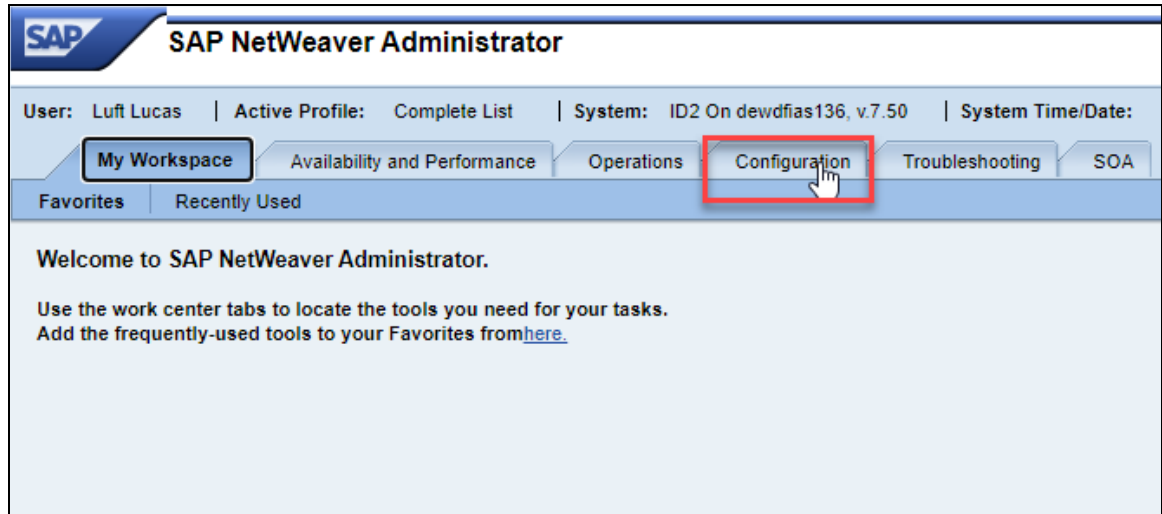 SAP SAP NetWeaver Administrator
User: Luft Lucas | Active Profile: Complete List | System: ID2 On dewdfias136, v.7.50 | System Time/Date:
My Workspace Availability and Performance Operations Configuration Troubleshooting SOA
Favorites Recently Used
Welcome to SAP NetWeaver Administrator.
Use the work center tabs to locate the tools you need for your tasks.
Add the frequently-used tools to your Favorites fromhere.